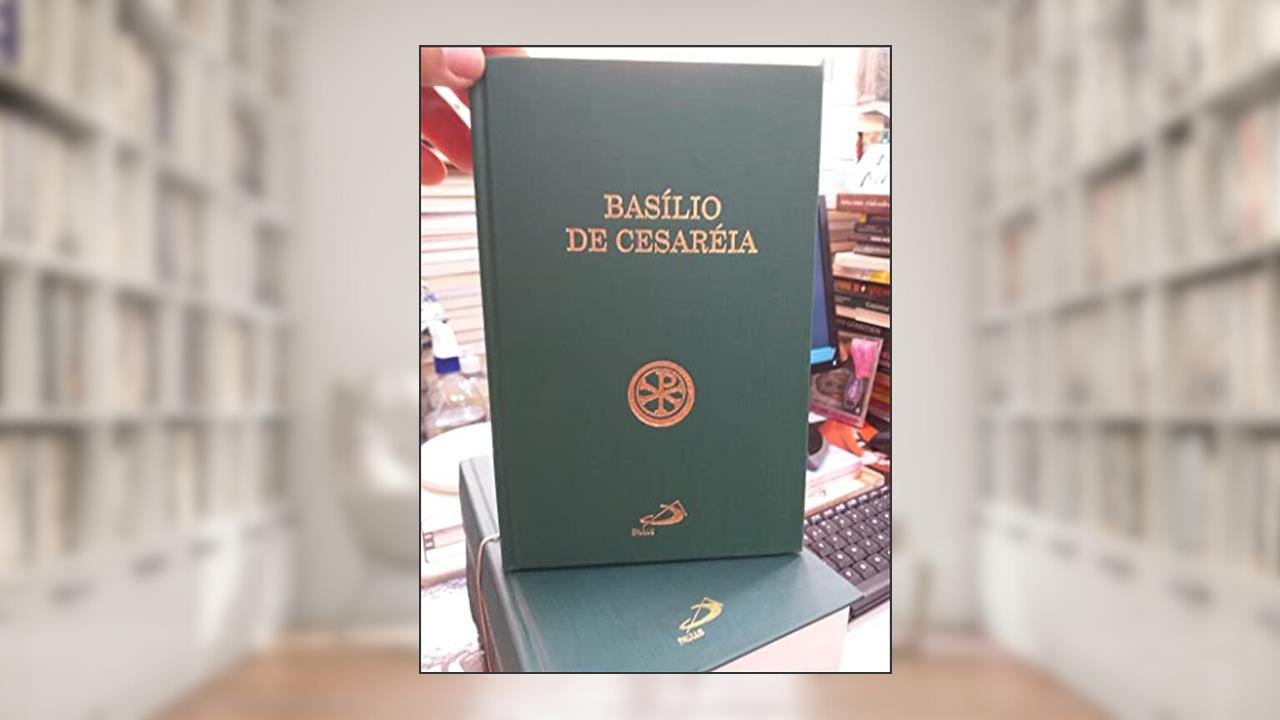 BASÍLIO
DE CESARÉIA
PAULUS
PAULUS